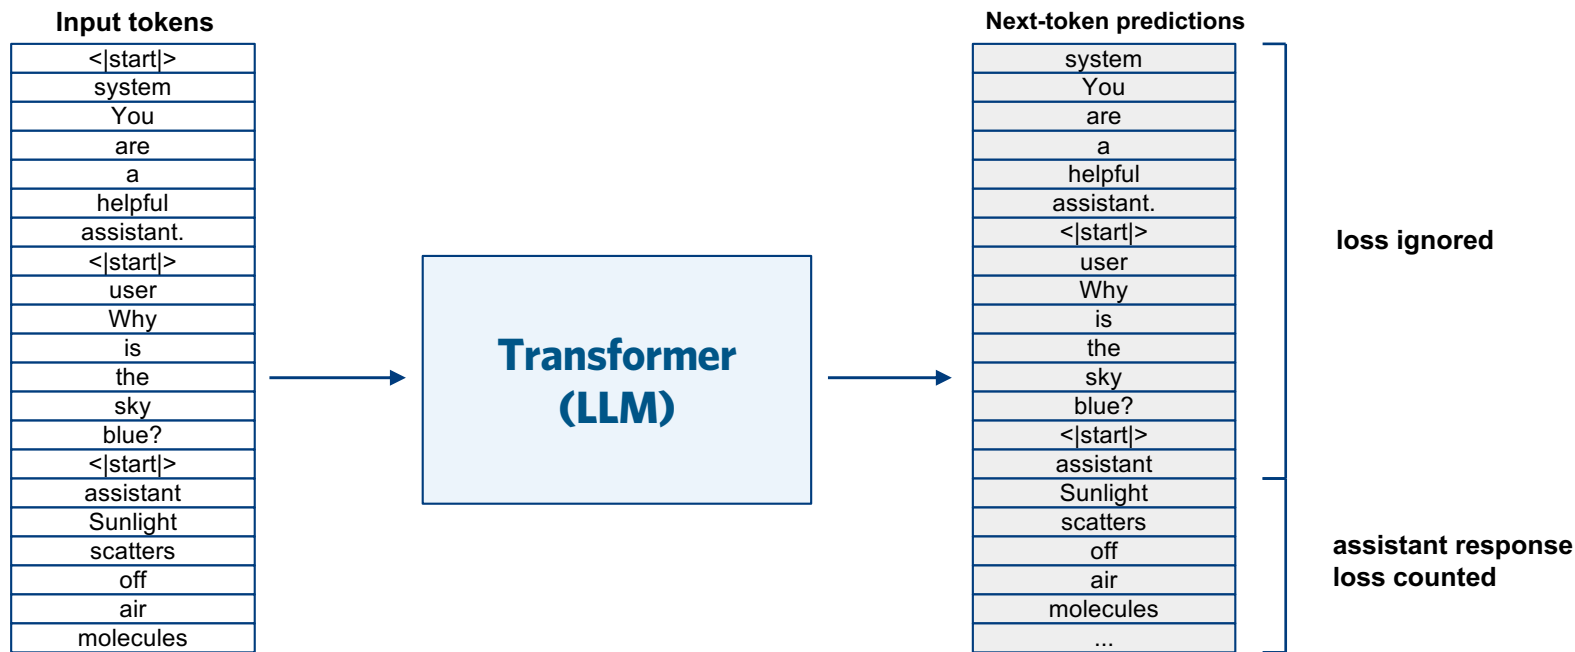 Input tokens
<|start|>
system
You
are
a
helpful
assistant.
<|start|>
user
Why
is
the
sky
blue?
<|start|>
assistant
Sunlight
scatters
off
air
molecules
Transformer
(LLM)
Next-token predictions
system
You
are
a
helpful
assistant.
<|start|>
user
Why
is
the
sky
blue?
<|start|>
assistant
Sunlight
scatters
off
air
molecules
...
loss ignored
assistant response
loss counted